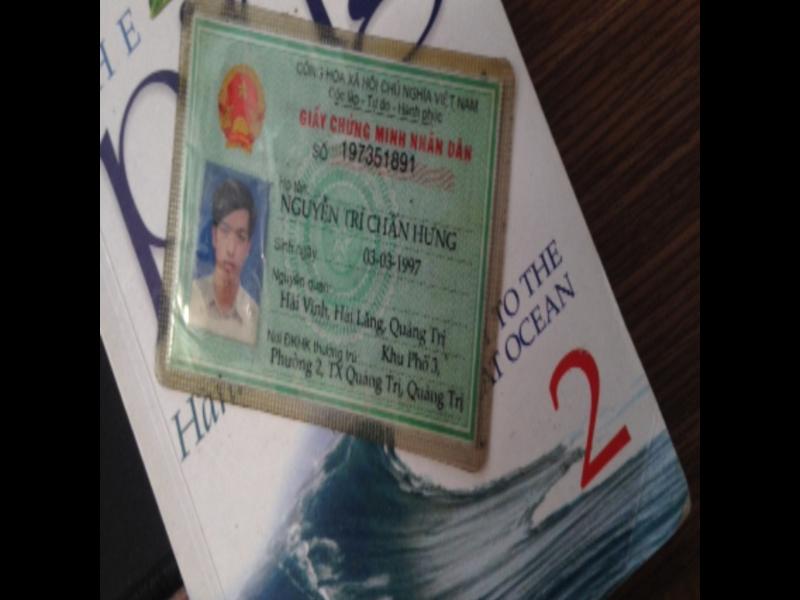 HE
CỘNG HÒA XÃ HỘI CHỦ NGHĨA VIỆT NAM
Độc lập - Tự do - Hạnh phúc
GIẤY CHỨNG MINH NHÂN DÂN
SỐ 197351891
Họ tên
NGUYỄN TRÍ CHẤN HƯNG
Sinh ngày 03-03-1997
Nguyên quán
Hải Vĩnh, Hải Lăng, Quảng Trị
Nơi ĐKHK thường trú Khu Phố 3,
Phường 2, TX Quảng Trị, Quảng Trị
TO THE
OCEAN
2